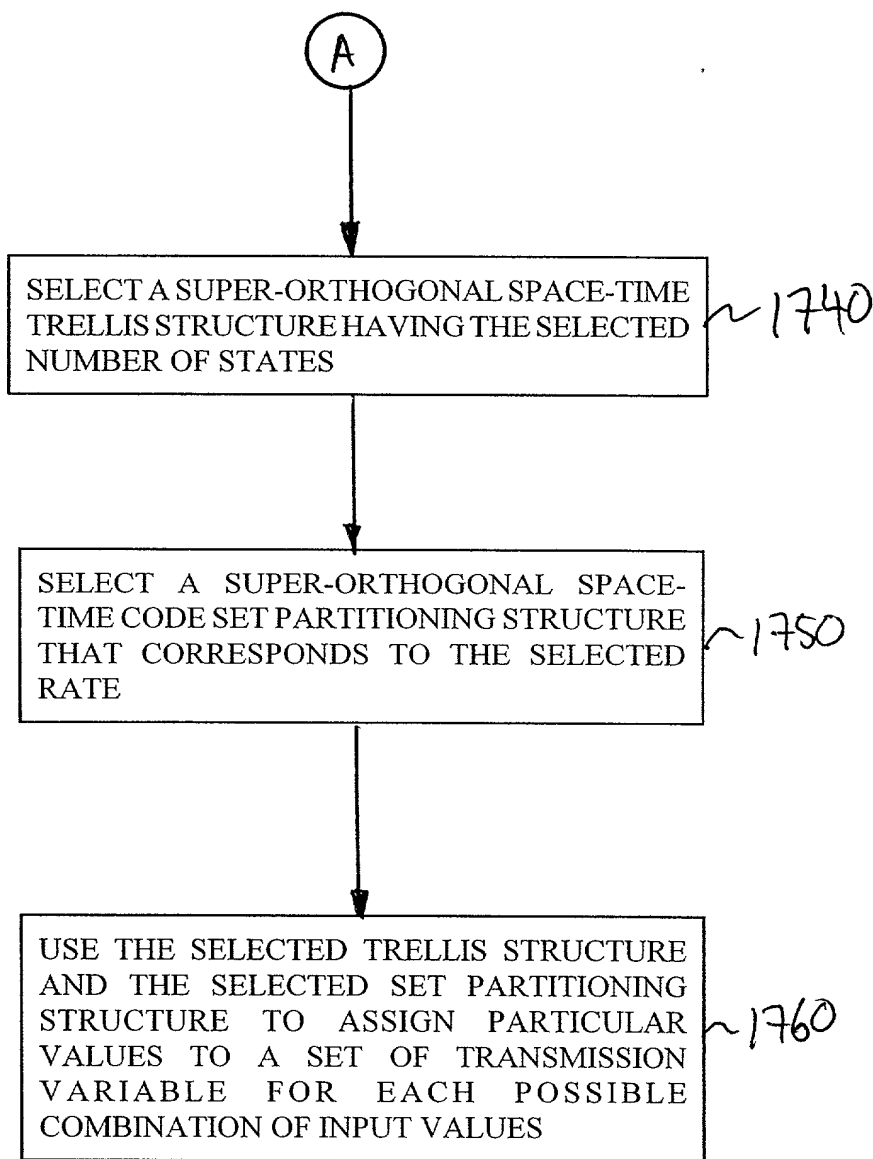 A
SELECT A SUPER-ORTHOGONAL SPACE-TIME
TRELLIS STRUCTURE HAVING THE SELECTED
NUMBER OF STATES
1740
SELECT A SUPER-ORTHOGONAL SPACE-
TIME CODE SET PARTITIONING STRUCTURE
THAT CORRESPONDS TO THE SELECTED
RATE
1750
USE THE SELECTED TRELLIS STRUCTURE
AND THE SELECTED SET PARTITIONING
STRUCTURE TO ASSIGN PARTICULAR
VALUES TO A SET OF TRANSMISSION
VARIABLE FOR EACH POSSIBLE
COMBINATION OF INPUT VALUES
1760